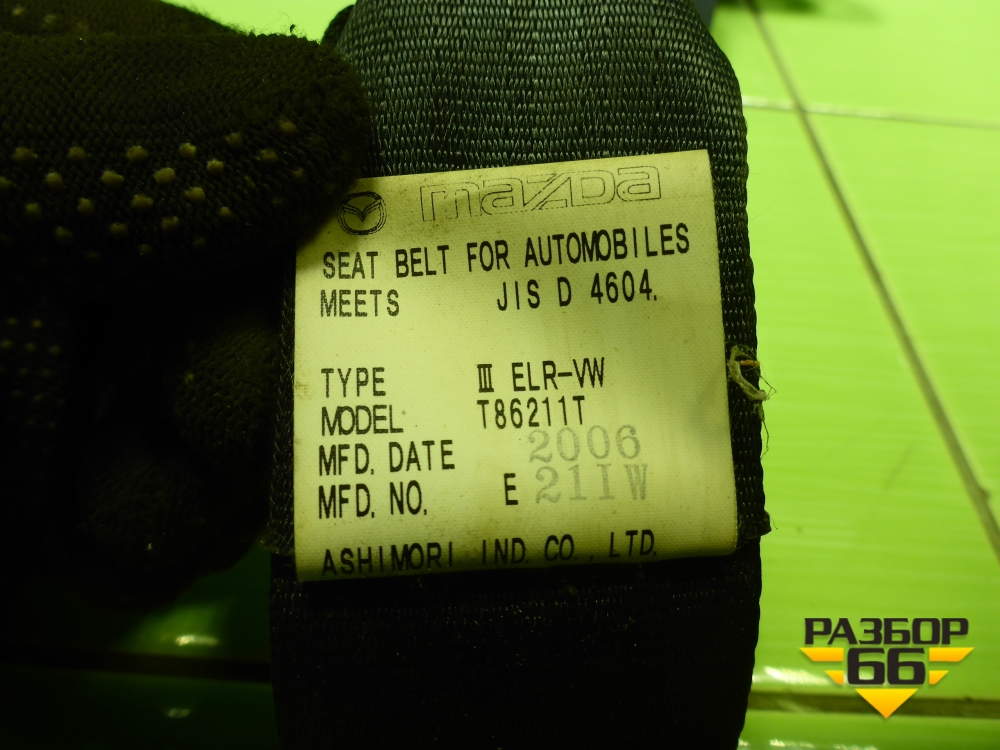 mazda
SEAT BELT FOR AUTOMOBILES
MEETS JIS D 4604.
TYPE III ELR-VW
MODEL T86211T
MFD. DATE 2006
MFD. NO. E 211W
ASHIMORI IND. CO., LTD.
РАЗБОР
66